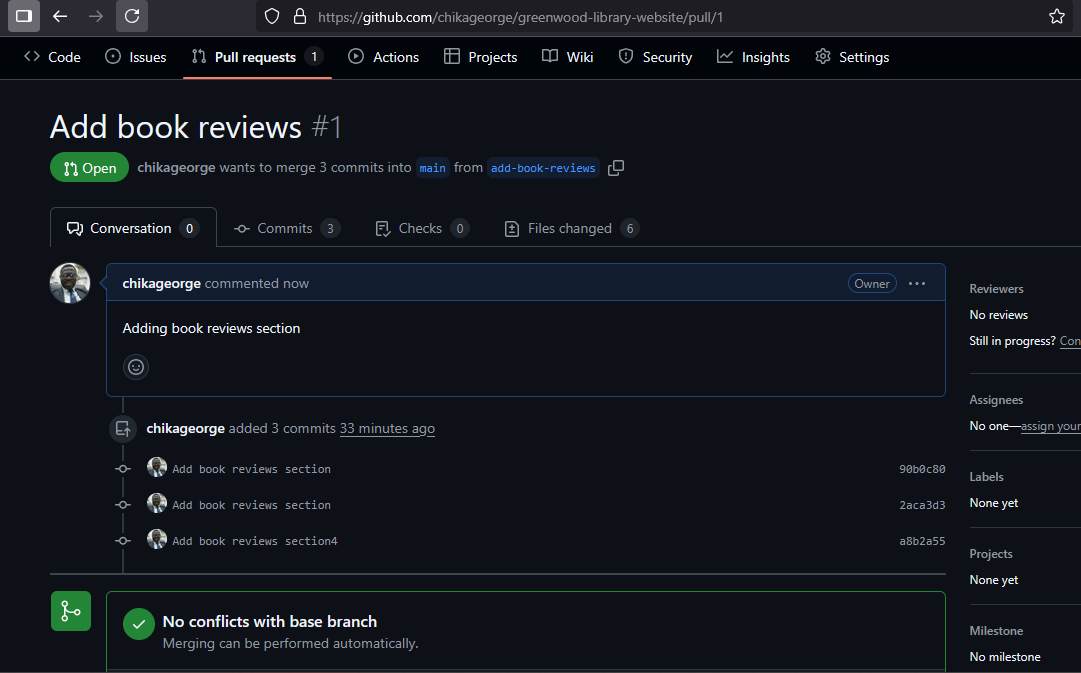 https://github.com/chikageorge/greenwood-library-website/pull/1
Code Issues Pull requests 1 Actions Projects Wiki Security Insights Settings
Add book reviews #1
Open chikageorge wants to merge 3 commits into main from add-book-reviews
Conversation 0 Commits 3 Checks 0 Files changed 6
chikageorge commented now Owner
Adding book reviews section
chikageorge added 3 commits 33 minutes ago
Add book reviews section 90b0c80
Add book reviews section 2aca3d3
Add book reviews section4 a8b2a55
No conflicts with base branch
Merging can be performed automatically.
Reviewers
No reviews
Still in progress? Con
Assignees
No one—assign your
Labels
None yet
Projects
None yet
Milestone
No milestone